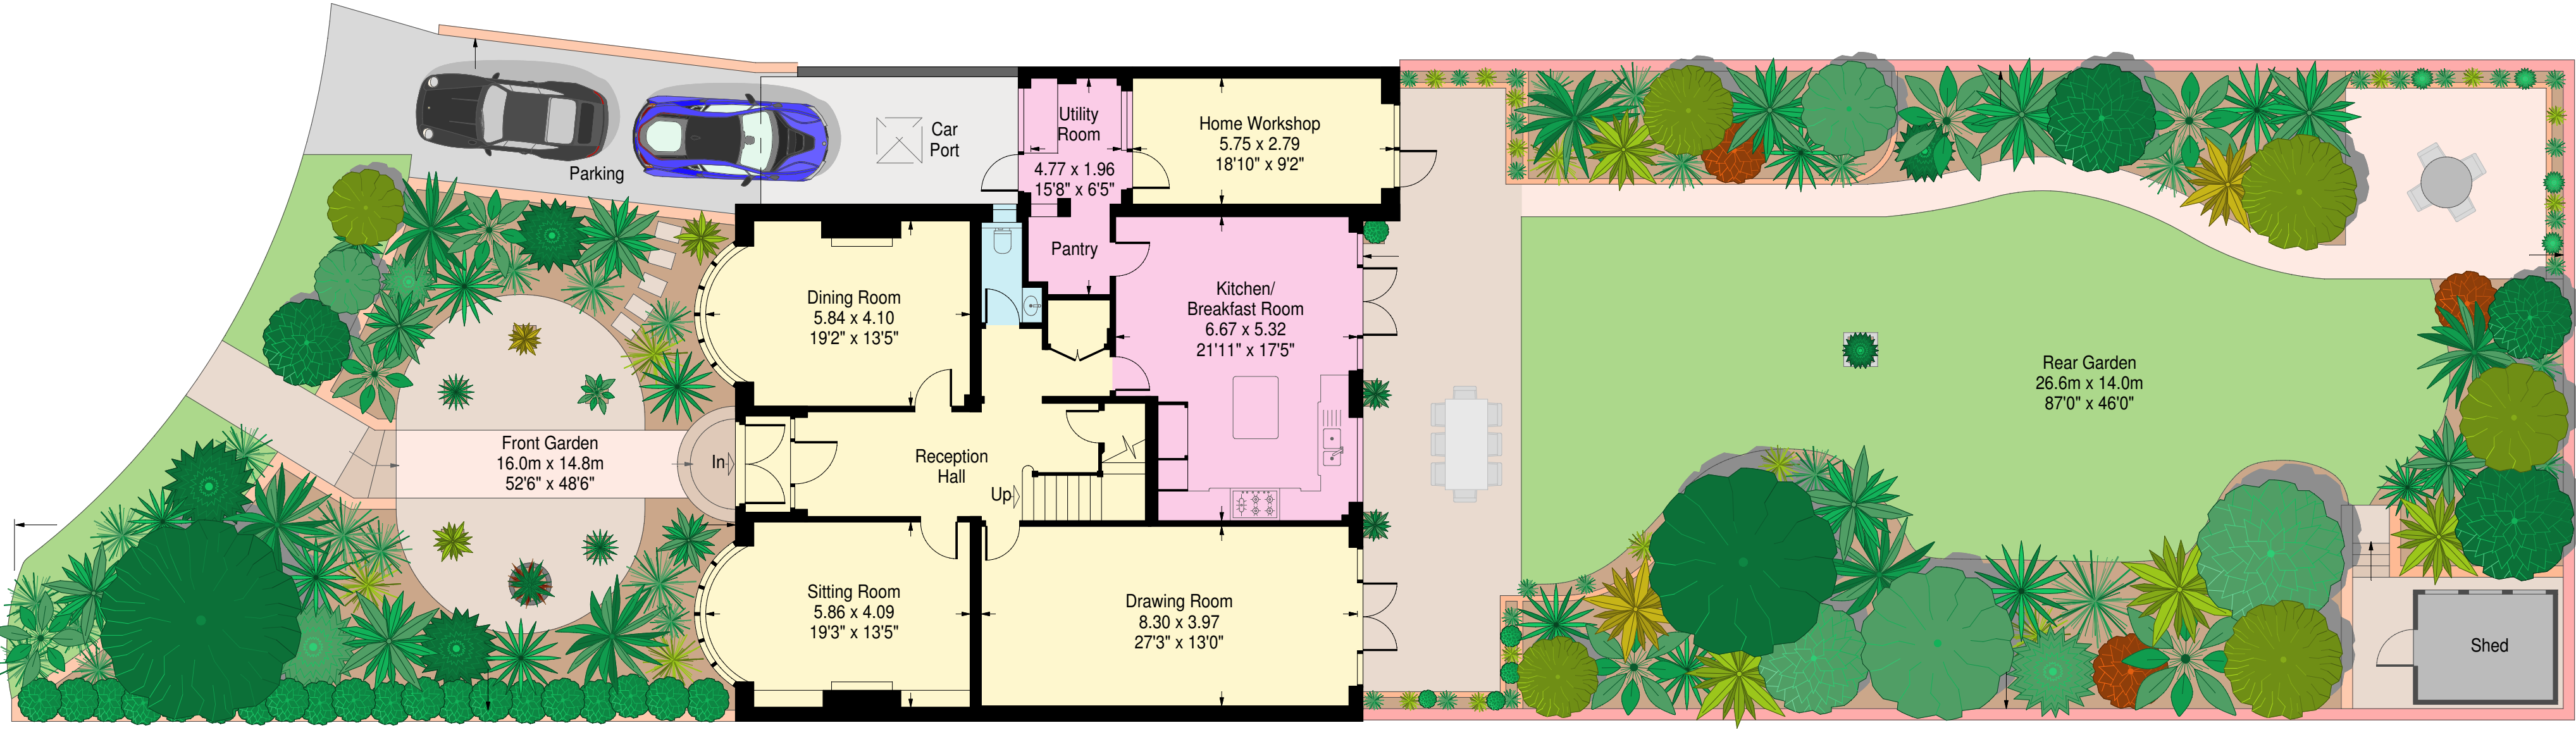 Parking
Car
Port
Utility
Room
4.77 x 1.96
15'8" x 6'5"
Home Workshop
5.75 x 2.79
18'10" x 9'2"
Pantry
Dining Room
5.84 x 4.10
19'2" x 13'5"
Kitchen/
Breakfast Room
6.67 x 5.32
21'11" x 17'5"
Rear Garden
26.6m x 14.0m
87'0" x 46'0"
Front Garden
16.0m x 14.8m
52'6" x 48'6"
In
Reception
Hall
Up
Sitting Room
5.86 x 4.09
19'3" x 13'5"
Drawing Room
8.30 x 3.97
27'3" x 13'0"
Shed